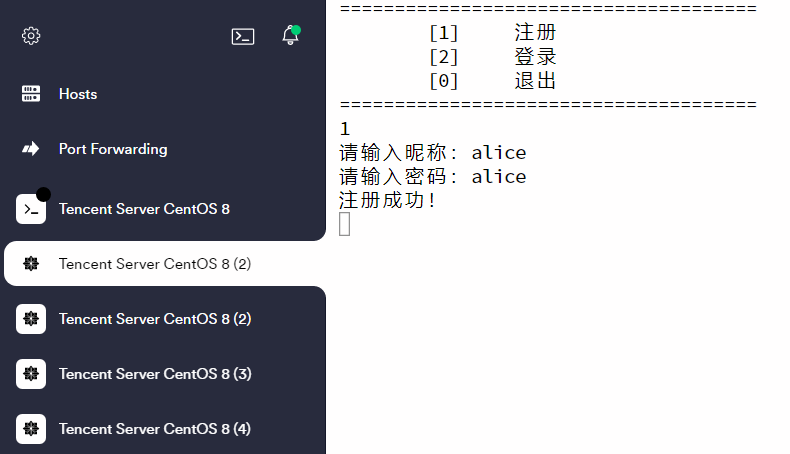 Hosts
Port Forwarding
Tencent Server CentOS 8
Tencent Server CentOS 8 (2)
Tencent Server CentOS 8 (2)
Tencent Server CentOS 8 (3)
Tencent Server CentOS 8 (4)
======================================
[1] 注册
[2] 登录
[0] 退出
======================================
1
请输入昵称: alice
请输入密码: alice
注册成功!